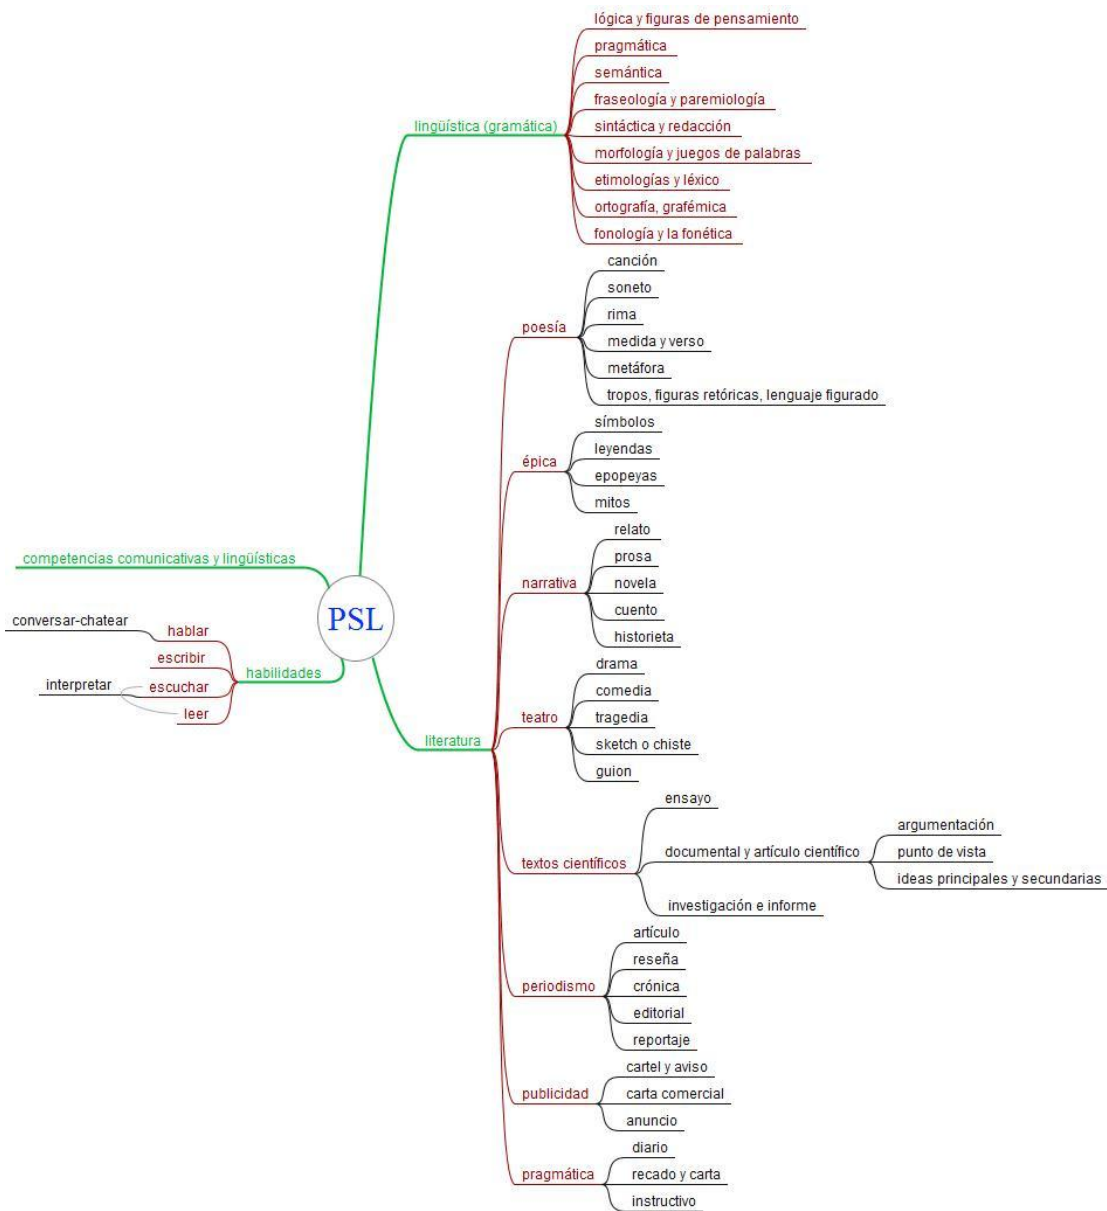 lógica y figuras de pensamiento
pragmática
semántica
fraseología y paremiología
lingüística (gramática)
sintáctica y redacción
morfología y juegos de palabras
etimologías y léxico
ortografía, grafémica
fonología y la fonética
canción
soneto
rima
poesía
medida y verso
metáfora
tropos, figuras retóricas, lenguaje figurado
símbolos
leyendas
épica
epopeyas
mitos
relato
prosa
narrativa
novela
cuento
historieta
competencias comunicativas y lingüísticas
PSL
conversar-chatear
hablar
escribir
habilidades
interpretar
escuchar
leer
literatura
drama
comedia
teatro
tragedia
sketch o chiste
guion
ensayo
argumentación
documental y artículo científico
punto de vista
textos científicos
ideas principales y secundarias
investigación e informe
artículo
reseña
periodismo
crónica
editorial
reportaje
cartel y aviso
publicidad
carta comercial
anuncio
diario
pragmática
recado y carta
instructivo